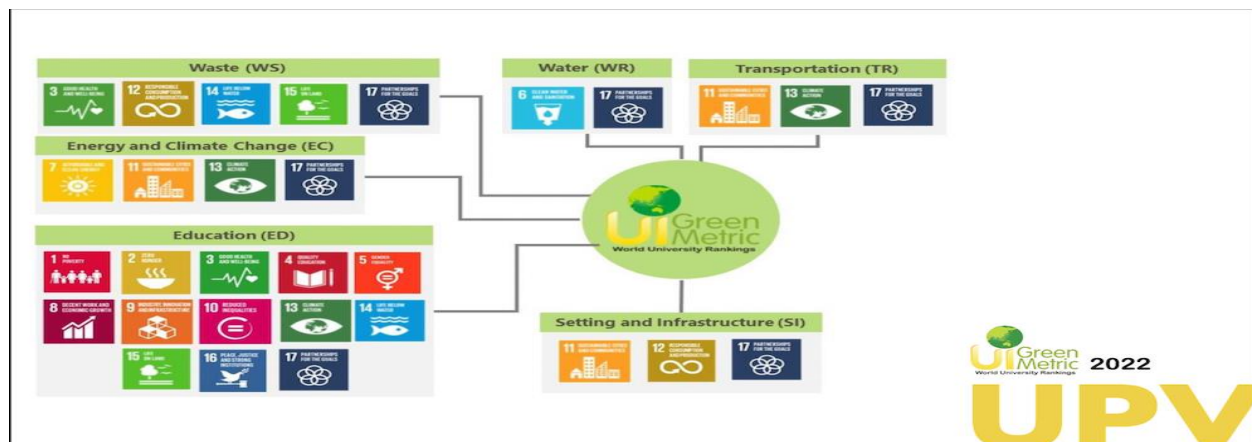 Waste (WS)
3 GOOD HEALTH
AND WELL-BEING
12 RESPONSIBLE
CONSUMPTION
AND PRODUCTION
14 LIFE BELOW
WATER
15 LIFE
ON LAND
17 PARTNERSHIPS
FOR THE GOALS
Water (WR)
6 CLEAN WATER
AND SANITATION
17 PARTNERSHIPS
FOR THE GOALS
Transportation (TR)
11 SUSTAINABLE CITIES
AND COMMUNITIES
13 CLIMATE
ACTION
17 PARTNERSHIPS
FOR THE GOALS
Energy and Climate Change (EC)
7 AFFORDABLE AND
CLEAN ENERGY
11 SUSTAINABLE CITIES
AND COMMUNITIES
13 CLIMATE
ACTION
17 PARTNERSHIPS
FOR THE GOALS
UI Green
Metric
World University Rankings
Education (ED)
1 NO
POVERTY
2 ZERO
HUNGER
3 GOOD HEALTH
AND WELL-BEING
4 QUALITY
EDUCATION
5 GENDER
EQUALITY
8 DECENT WORK AND
ECONOMIC GROWTH
9 INDUSTRY, INNOVATION
AND INFRASTRUCTURE
10 REDUCED
INEQUALITIES
13 CLIMATE
ACTION
14 LIFE BELOW
WATER
15 LIFE
ON LAND
16 PEACE, JUSTICE
AND STRONG
INSTITUTIONS
17 PARTNERSHIPS
FOR THE GOALS
Setting and Infrastructure (SI)
11 SUSTAINABLE CITIES
AND COMMUNITIES
12 RESPONSIBLE
CONSUMPTION
AND PRODUCTION
17 PARTNERSHIPS
FOR THE GOALS
UI Green
Metric
World University Rankings
2022
UPV